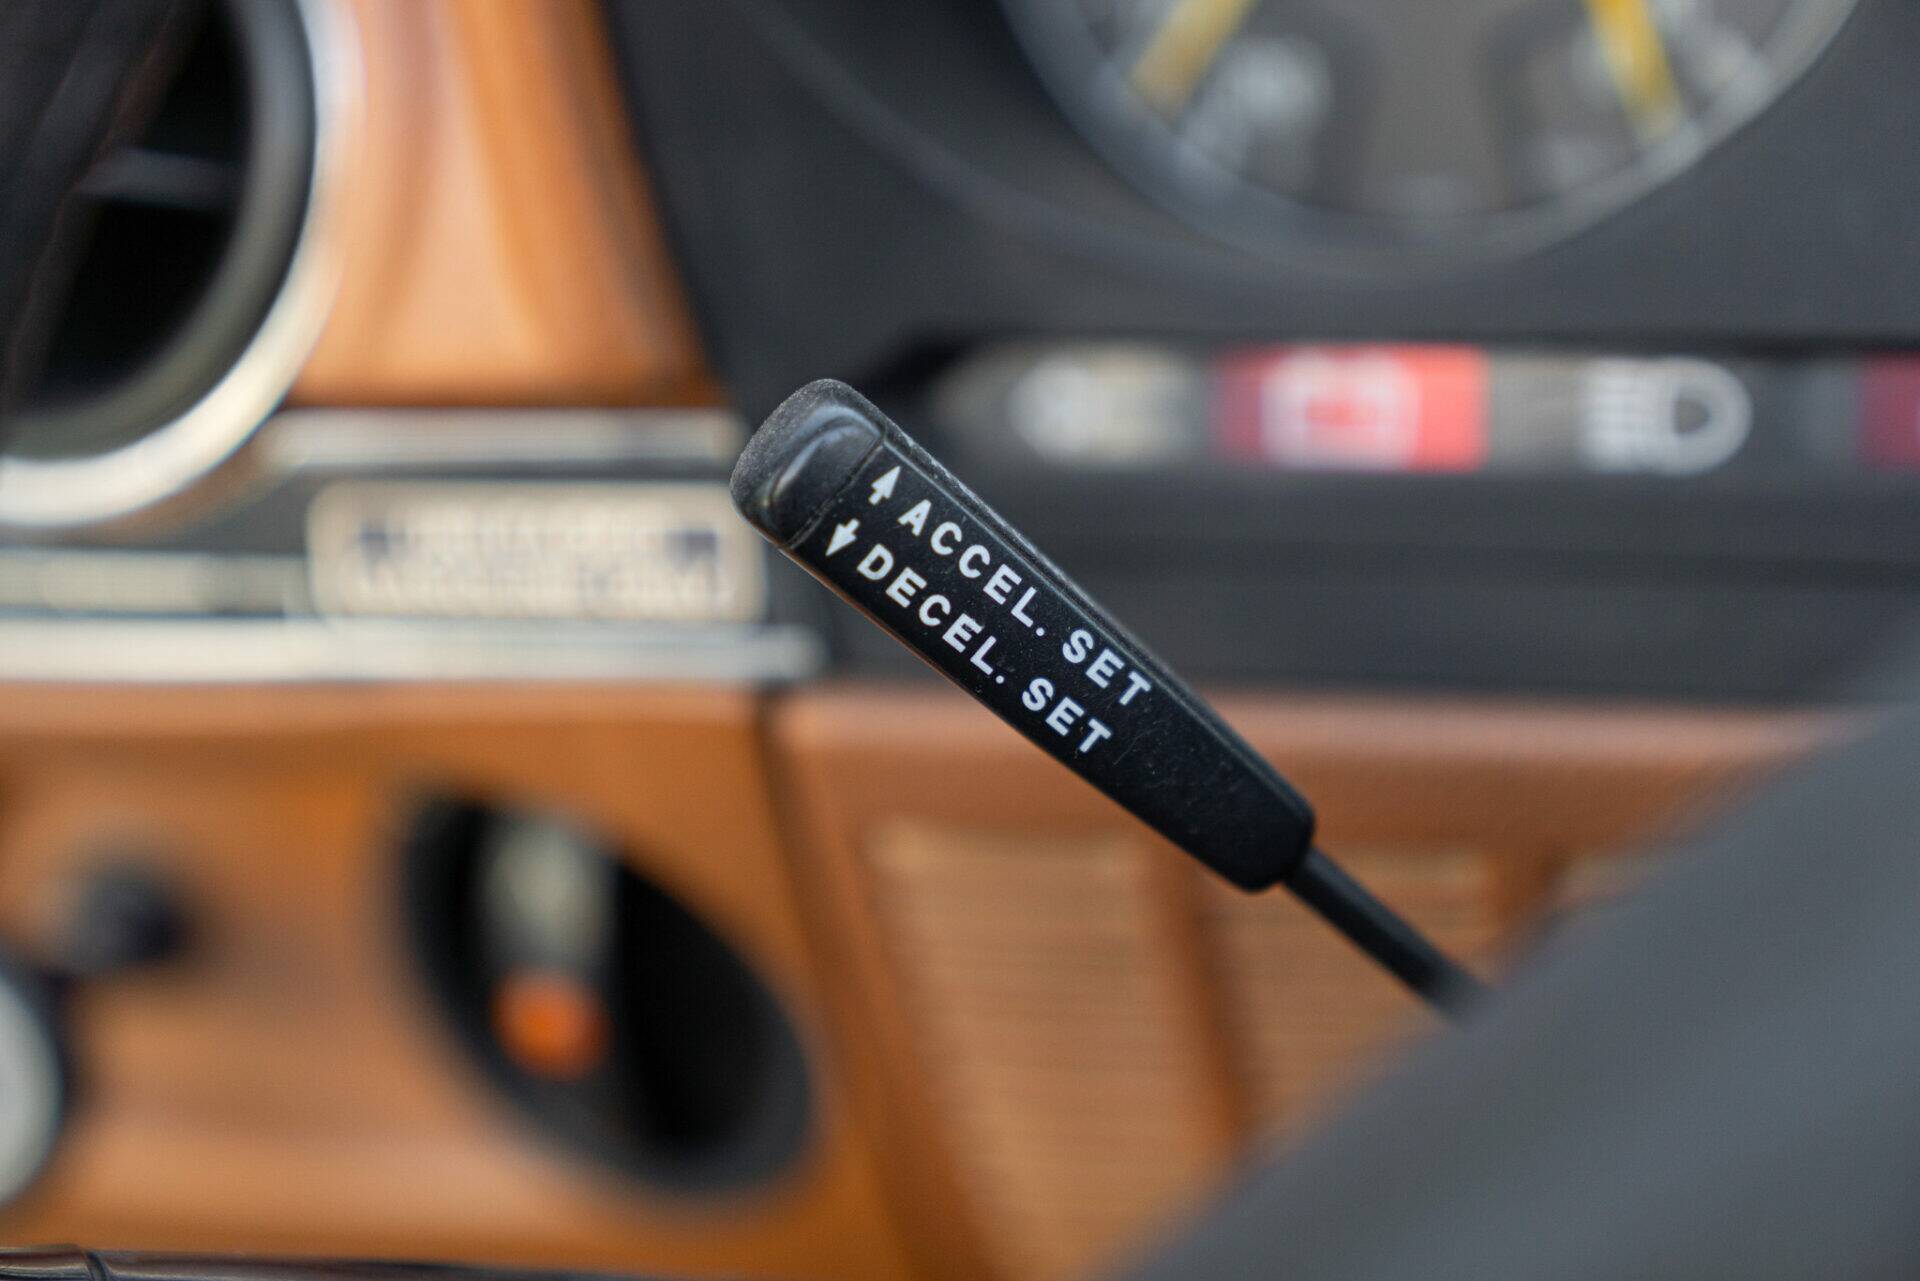 ↑ ACCEL. SET
↓ DECEL. SET